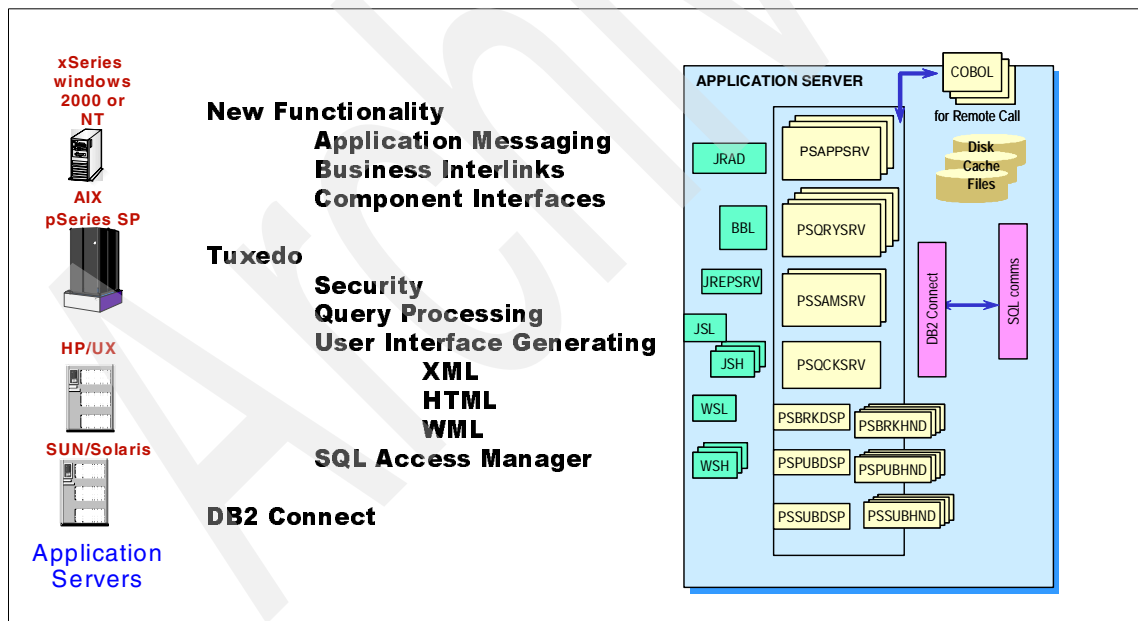 xSeries
windows
2000 or
NT
AIX
pSeries SP
HP/UX
SUN/Solaris
Application
Servers
New Functionality
Application Messaging
Business Interlinks
Component Interfaces
Tuxedo
Security
Query Processing
User Interface Generating
XML
HTML
WML
SQL Access Manager
DB2 Connect
APPLICATION SERVER
COBOL
for Remote Call
Disk
Cache
Files
JRAD
BBL
JREPSRV
JSL
JSH
WSL
WSH
PSAPPSRV
PSQRYSRV
PSSAMSRV
PSQCKSRV
PSBRKDSP
PSBRKHND
PSPUBDSP
PSPUBHND
PSSUBDSP
PSSUBHND
DB2 Connect
SQL comms
Archiv